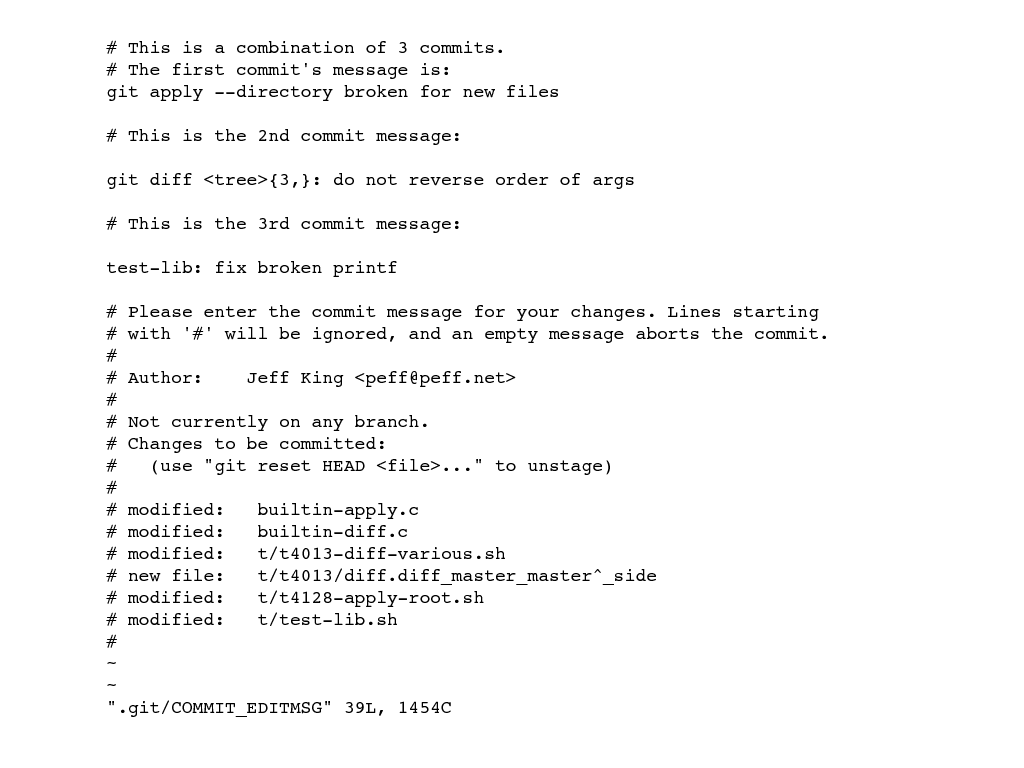 # This is a combination of 3 commits.
# The first commit's message is:
git apply --directory broken for new files
# This is the 2nd commit message:
git diff <tree>{3,}: do not reverse order of args
# This is the 3rd commit message:
test-lib: fix broken printf
# Please enter the commit message for your changes. Lines starting
# with '#' will be ignored, and an empty message aborts the commit.
#
# Author:    Jeff King <peff@peff.net>
#
# Not currently on any branch.
# Changes to be committed:
#   (use "git reset HEAD <file>..." to unstage)
#
# modified:   builtin-apply.c
# modified:   builtin-diff.c
# modified:   t/t4013-diff-various.sh
# new file:   t/t4013/diff.diff_master_master^_side
# modified:   t/t4128-apply-root.sh
# modified:   t/test-lib.sh
#
~
~
".git/COMMIT_EDITMSG" 39L, 1454C